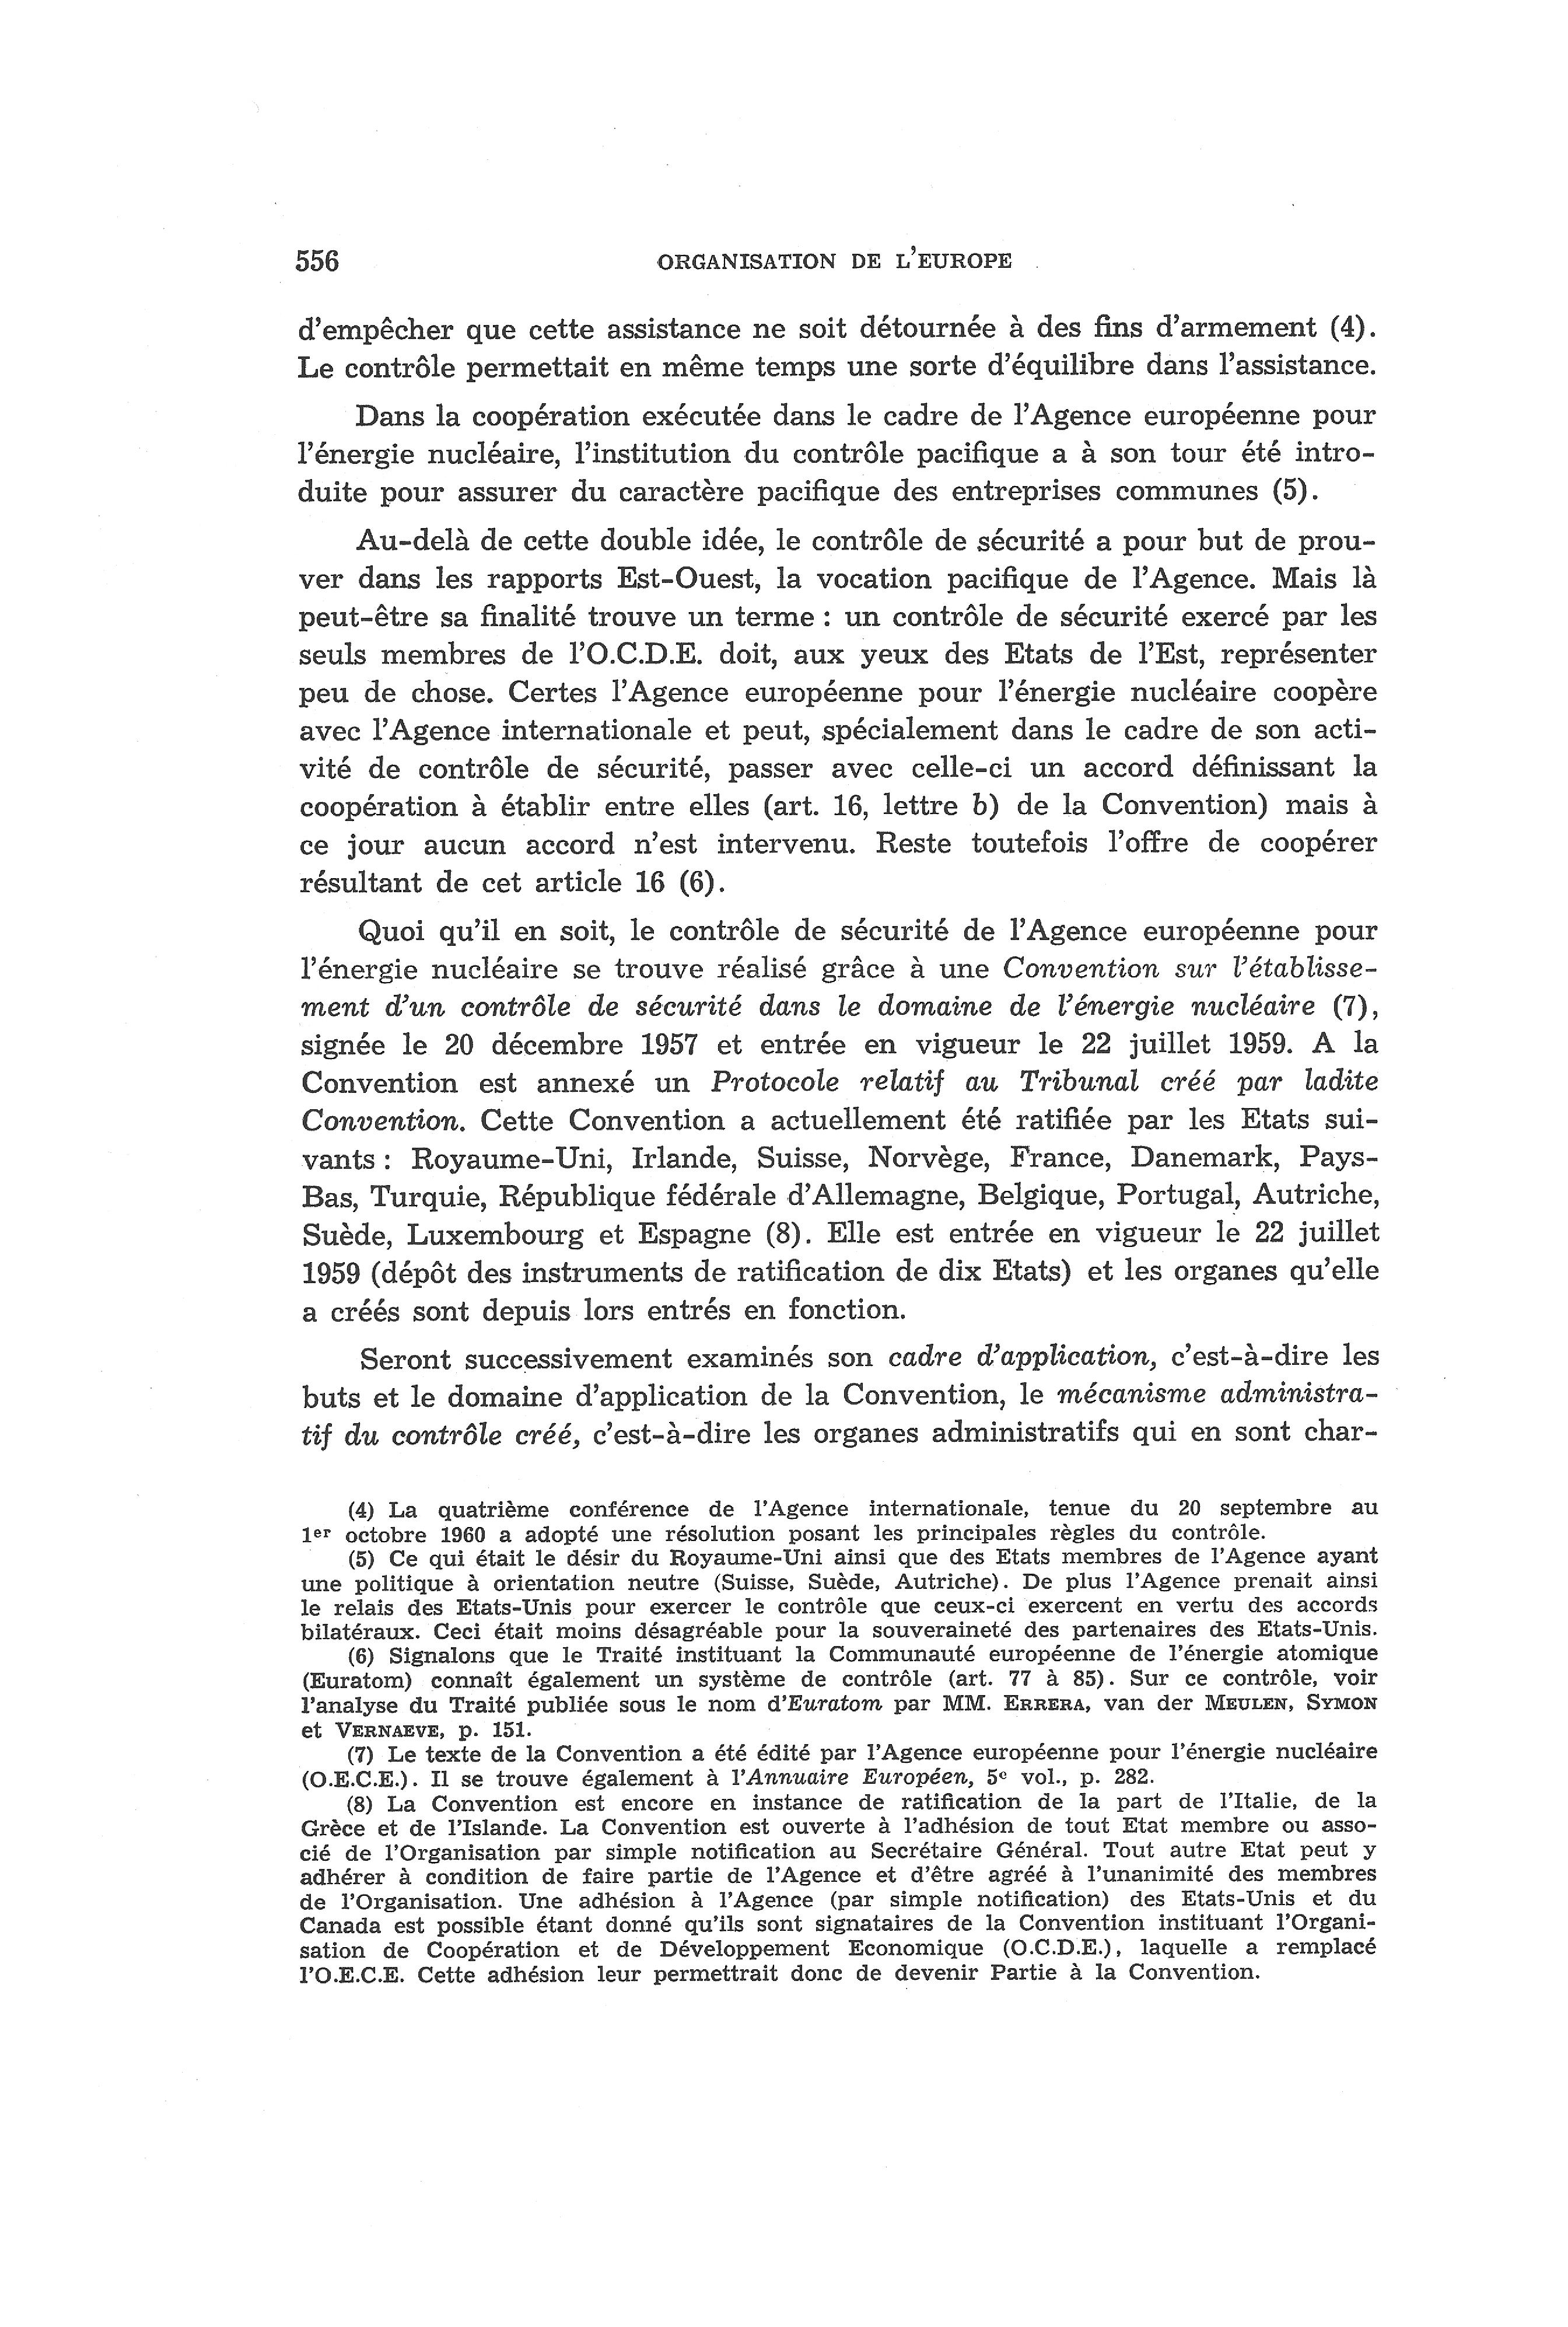 556 ORGANISATION DE L'EUROPE
d'empêcher que cette assistance ne soit détournée à des fins d'armement (4).
Le contrôle permettait en même temps une sorte d'équilibre dans l'assistance.
Dans la coopération exécutée dans le cadre de l'Agence européenne pour
l'énergie nucléaire, l'institution du contrôle pacifique a à son tour été intro-
duite pour assurer du caractère pacifique des entreprises communes (5).
Au-delà de cette double idée, le contrôle de sécurité a pour but de prou-
ver dans les rapports Est-Ouest, la vocation pacifique de l'Agence. Mais là
peut-être sa finalité trouve un terme : un contrôle de sécurité exercé par les
seuls membres de l'O.C.D.E. doit, aux yeux des Etats de l'Est, représenter
peu de chose. Certes l'Agence européenne pour l'énergie nucléaire coopère
avec l'Agence internationale et peut, spécialement dans le cadre de son acti-
vité de contrôle de sécurité, passer avec celle-ci un accord définissant la
coopération à établir entre elles (art. 16, lettre b) de la Convention) mais à
ce jour aucun accord n'est intervenu. Reste toutefois l'offre de coopérer
résultant de cet article 16 (6).
Quoi qu'il en soit, le contrôle de sécurité de l'Agence européenne pour
l'énergie nucléaire se trouve réalisé grâce à une Convention sur l'établisse-
ment d'un contrôle de sécurité dans le domaine de l'énergie nucléaire (7),
signée le 20 décembre 1957 et entrée en vigueur le 22 juillet 1959. A la
Convention est annexé un Protocole relatif au Tribunal créé par ladite
Convention. Cette Convention a actuellement été ratifiée par les Etats sui-
vants : Royaume-Uni, Irlande, Suisse, Norvège, France, Danemark, Pays-
Bas, Turquie, République fédérale d'Allemagne, Belgique, Portugal, Autriche,
Suède, Luxembourg et Espagne (8). Elle est entrée en vigueur le 22 juillet
1959 (dépôt des instruments de ratification de dix Etats) et les organes qu'elle
a créés sont depuis lors entrés en fonction.
Seront successivement examinés son cadre d'application, c'est-à-dire les
buts et le domaine d'application de la Convention, le mécanisme administra-
tif du contrôle créé, c'est-à-dire les organes administratifs qui en sont char-
(4) La quatrième conférence de l'Agence internationale, tenue du 20 septembre au
1er octobre 1960 a adopté une résolution posant les principales règles du contrôle.
(5) Ce qui était le désir du Royaume-Uni ainsi que des Etats membres de l'Agence ayant
une politique à orientation neutre (Suisse, Suède, Autriche). De plus l'Agence prenait ainsi
le relais des Etats-Unis pour exercer le contrôle que ceux-ci exercent en vertu des accords
bilatéraux. Ceci était moins désagréable pour la souveraineté des partenaires des Etats-Unis.
(6) Signalons que le Traité instituant la Communauté européenne de l'énergie atomique
(Euratom) connaît également un système de contrôle (art. 77 à 85). Sur ce contrôle, voir
l'analyse du Traité publiée sous le nom d'Euratom par MM. ERRERA, van der MEULEN, SYMON
et VERNAEVE, p. 151.
(7) Le texte de la Convention a été édité par l'Agence européenne pour l'énergie nucléaire
(O.E.C.E.). Il se trouve également à l'Annuaire Européen, 5e vol., p. 282.
(8) La Convention est encore en instance de ratification de la part de l'Italie, de la
Grèce et de l'Islande. La Convention est ouverte à l'adhésion de tout Etat membre ou asso-
cié de l'Organisation par simple notification au Secrétaire Général. Tout autre Etat peut y
adhérer à condition de faire partie de l'Agence et d'être agréé à l'unanimité des membres
de l'Organisation. Une adhésion à l'Agence (par simple notification) des Etats-Unis et du
Canada est possible étant donné qu'ils sont signataires de la Convention instituant l'Organi-
sation de Coopération et de Développement Economique (O.C.D.E.), laquelle a remplacé
l'O.E.C.E. Cette adhésion leur permettrait donc de devenir Partie à la Convention.